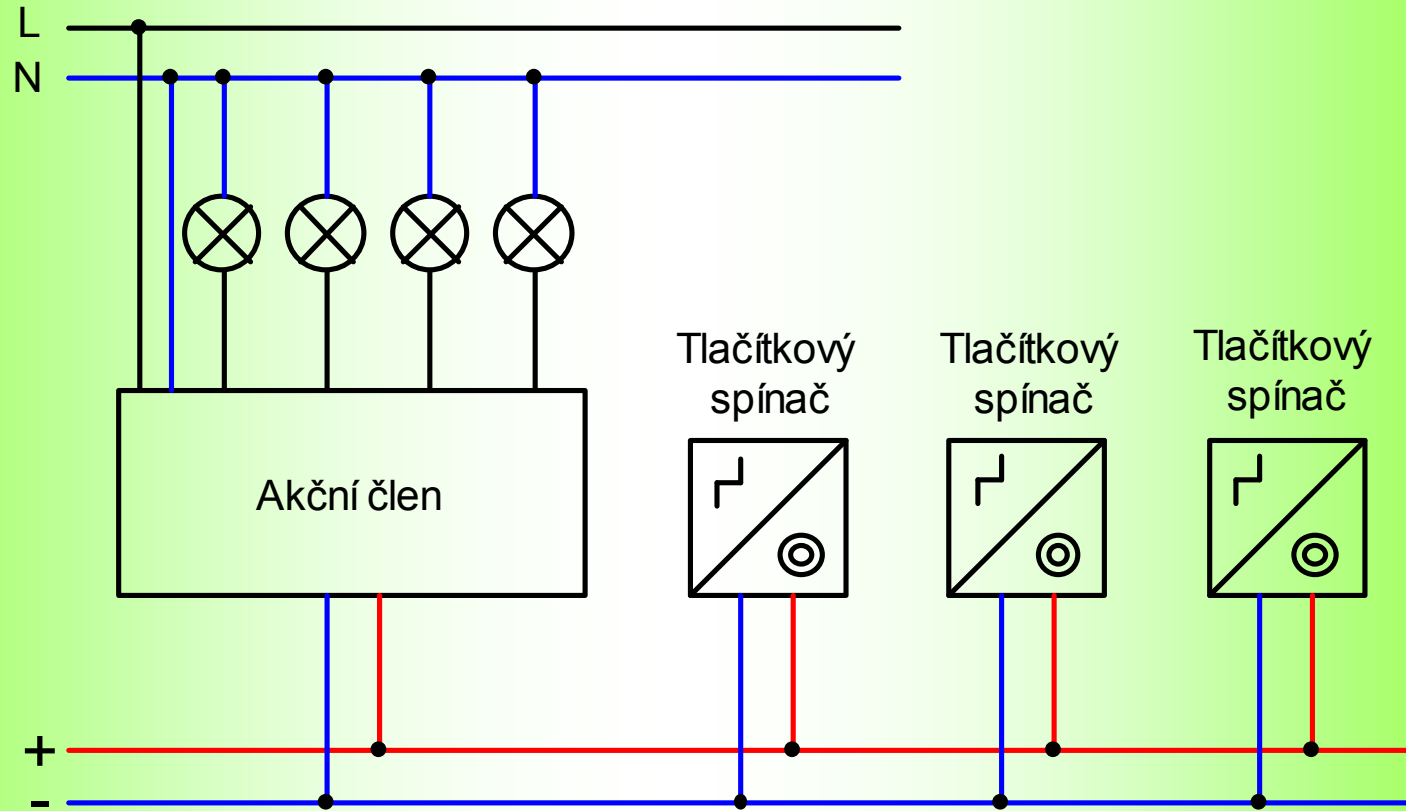 L
N
Tlačítkový
spínač
Tlačítkový
spínač
Tlačítkový
spínač
Akční člen
+
-